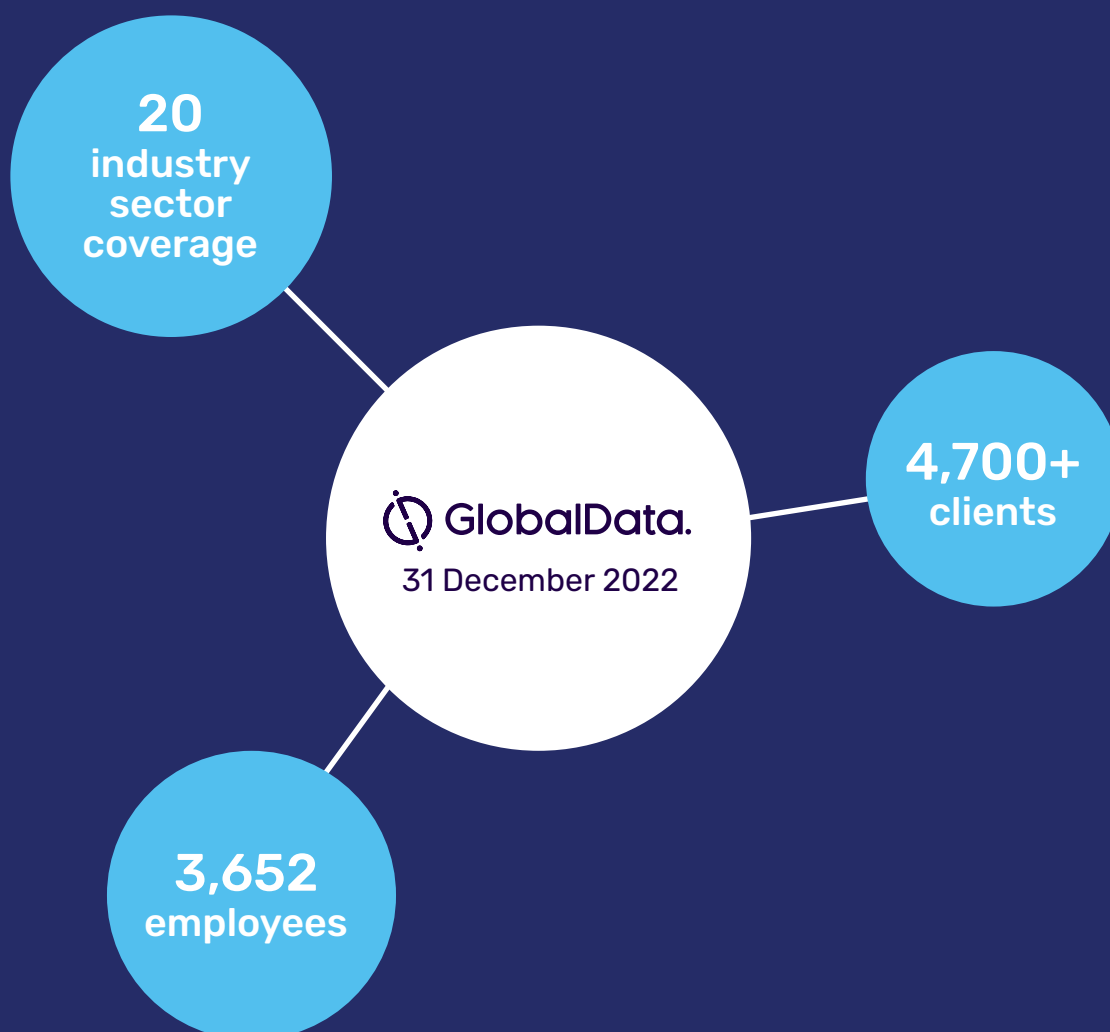 20
industry
sector
coverage
4,700+
clients
GlobalData.
31 December 2022
3,652
employees